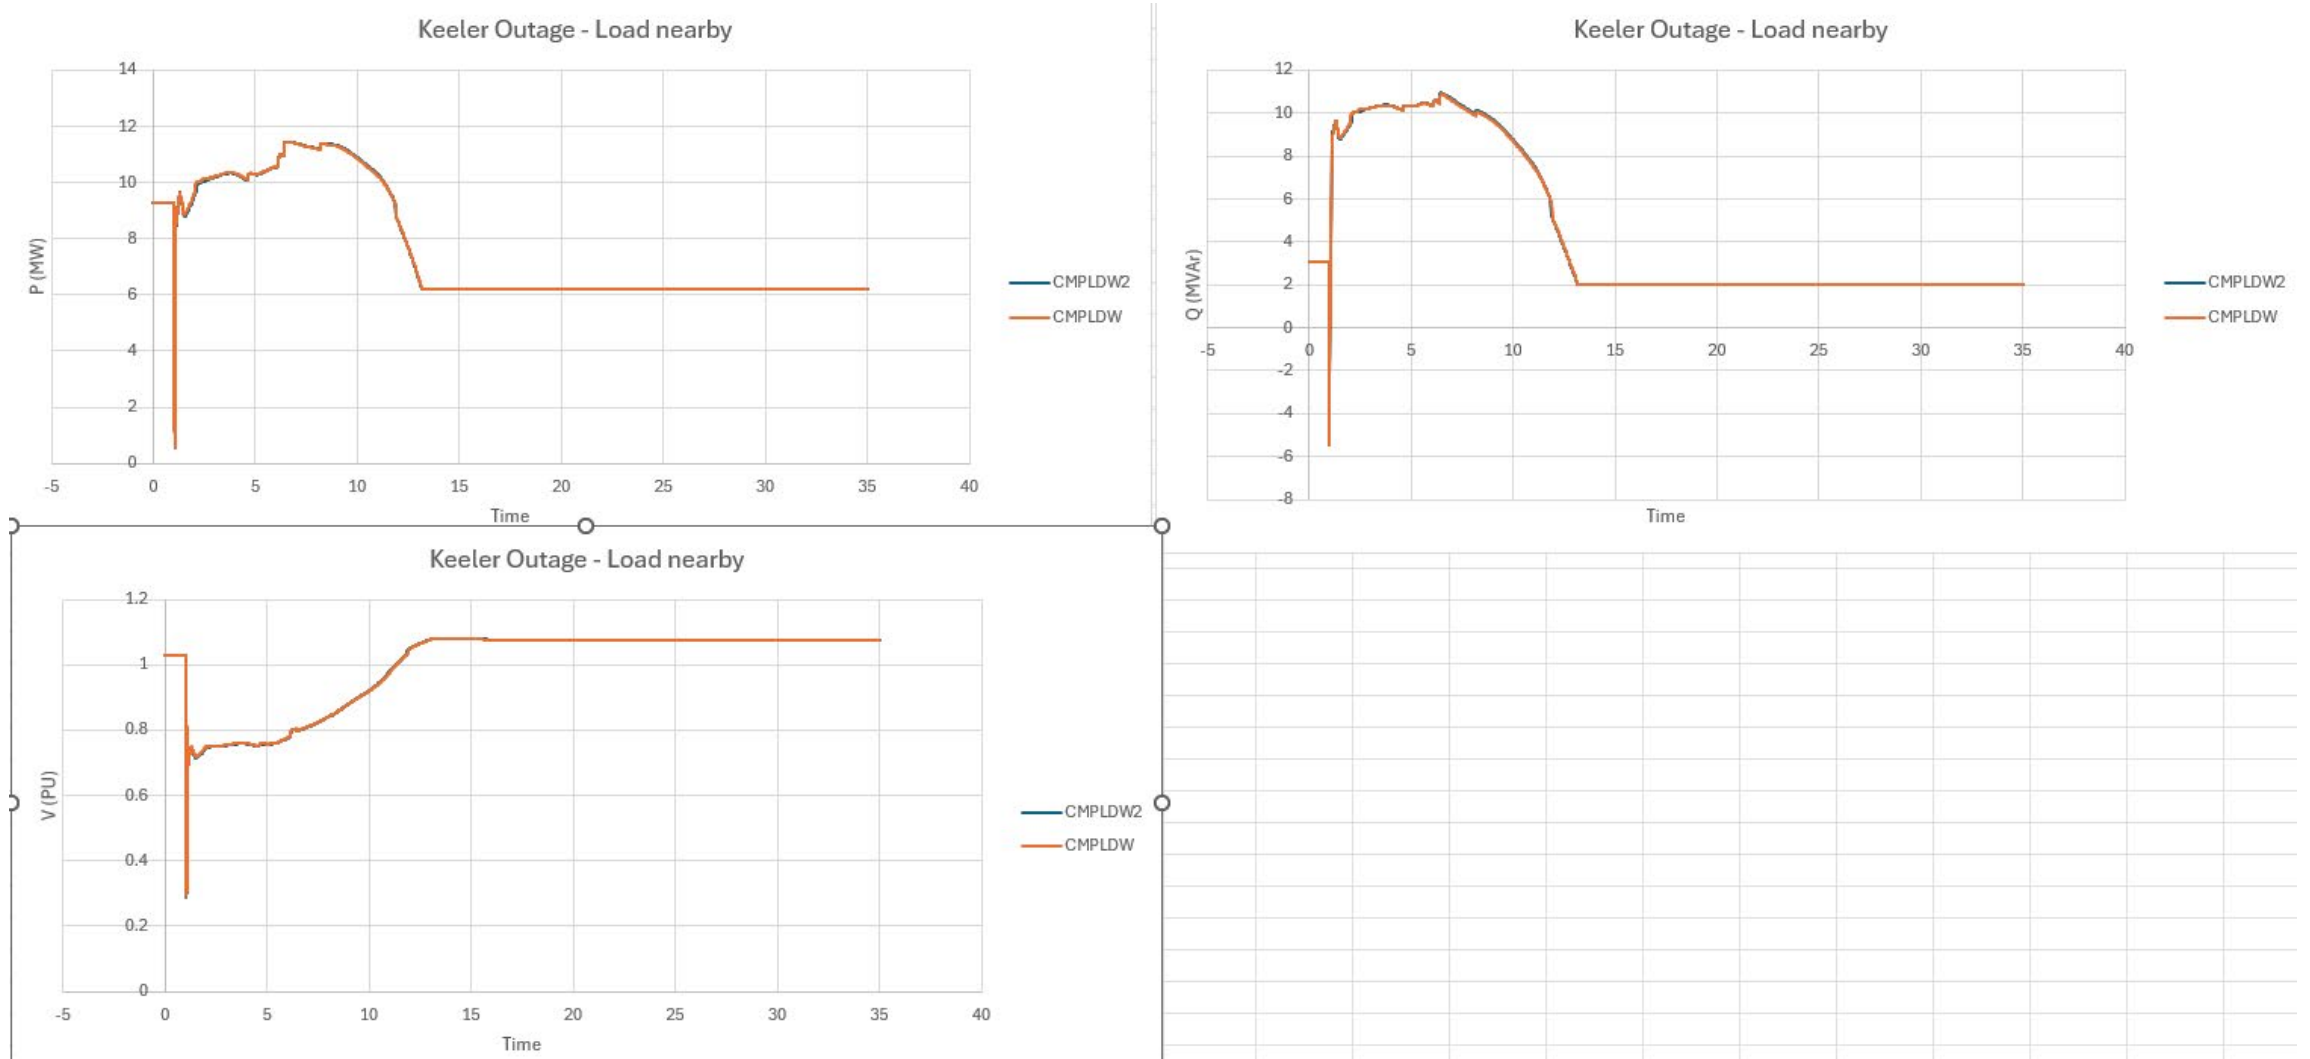 Keeler Outage - Load nearby
14
12
10
8
6
4
2
0
-5 0 5 10 15 20 25 30 35 40
P (MW)
Time
CMPLDW2
CMPLDW
Keeler Outage - Load nearby
12
10
8
6
4
2
0
-5 0 5 10 15 20 25 30 35 40
-2
-4
-6
-8
Q (MVAr)
Time
CMPLDW2
CMPLDW
Keeler Outage - Load nearby
1.2
1
0.8
0.6
0.4
0.2
0
-5 0 5 10 15 20 25 30 35 40
V (PU)
Time
CMPLDW2
CMPLDW